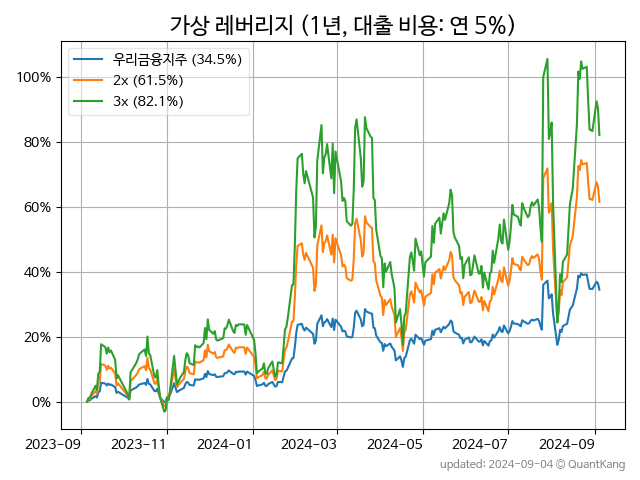 가상 레버리지 (1년, 대출 비용: 연 5%)
우리금융지주 (34.5%)
2x (61.5%)
3x (82.1%)
100%
80%
60%
40%
20%
0%
2023-09 2023-11 2024-01 2024-03 2024-05 2024-07 2024-09
updated: 2024-09-04 © QuantKang